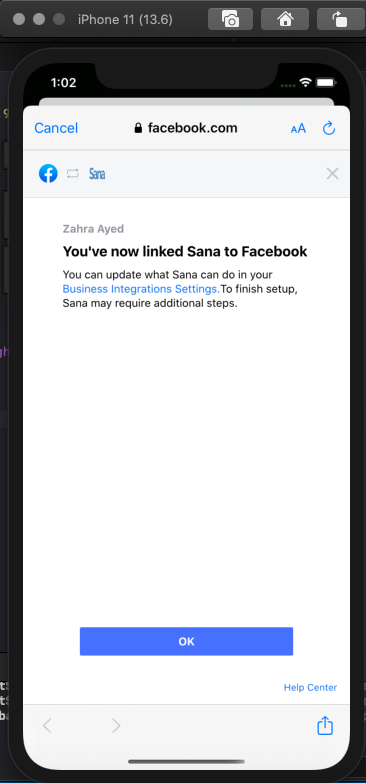 iPhone 11 (13.6)
1:02
Cancel
facebook.com
AA
Sana
Zahra Ayed
You've now linked Sana to Facebook
You can update what Sana can do in your
Business Integrations Settings.To finish setup,
Sana may require additional steps.
OK
Help Center